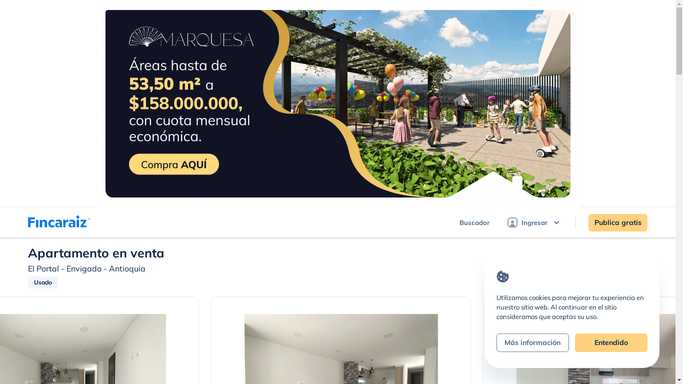 MARQUESA
Áreas hasta de
53,50 m² a
$158.000.000,
con cuota mensual
económica.
Compra AQUÍ
Fincaraiz
Buscador
Ingresar
Publica gratis
Apartamento en venta
El Portal - Envigado - Antioquia
Usado
Utilizamos cookies para mejorar tu experiencia en
nuestro sitio web. Al continuar en el sitio
consideramos que aceptas su uso.
Más información
Entendido